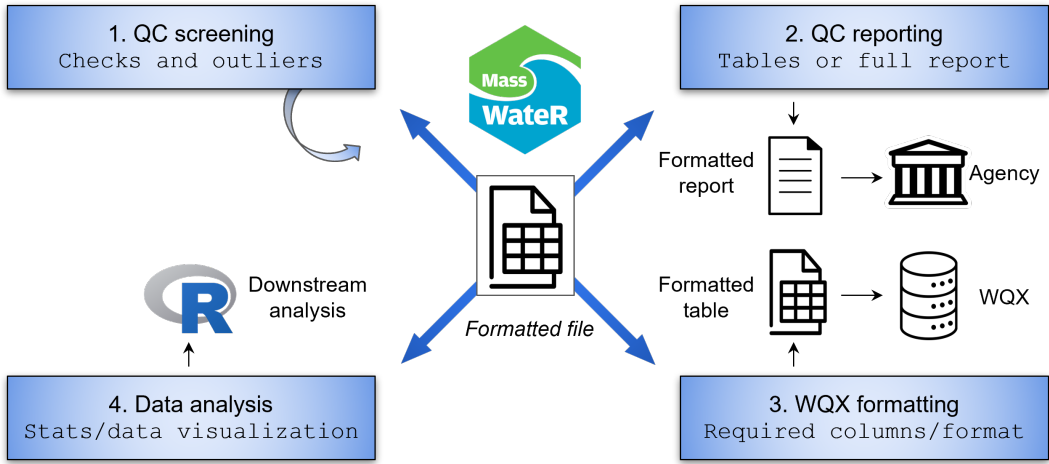 1. QC screening
Checks and outliers
2. QC reporting
Tables or full report
Mass
WateR
Formatted
report
Agency
Formatted file
Formatted
table
WQX
Downstream
analysis
R
4. Data analysis
Stats/data visualization
3. WQX formatting
Required columns/format